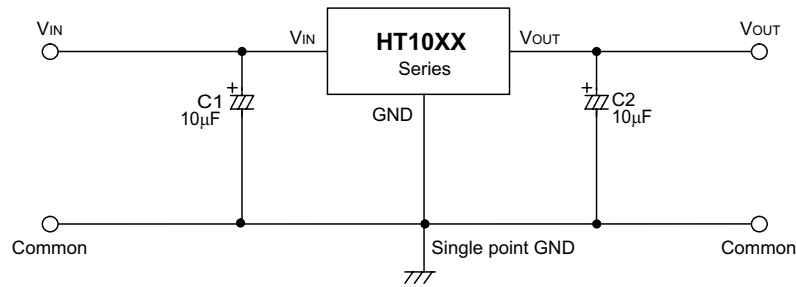 VIN
VOUT
VIN
HT10XX
VOUT
Series
GND
+
C1
10µF
+
C2
10µF
Common
Single point GND
Common